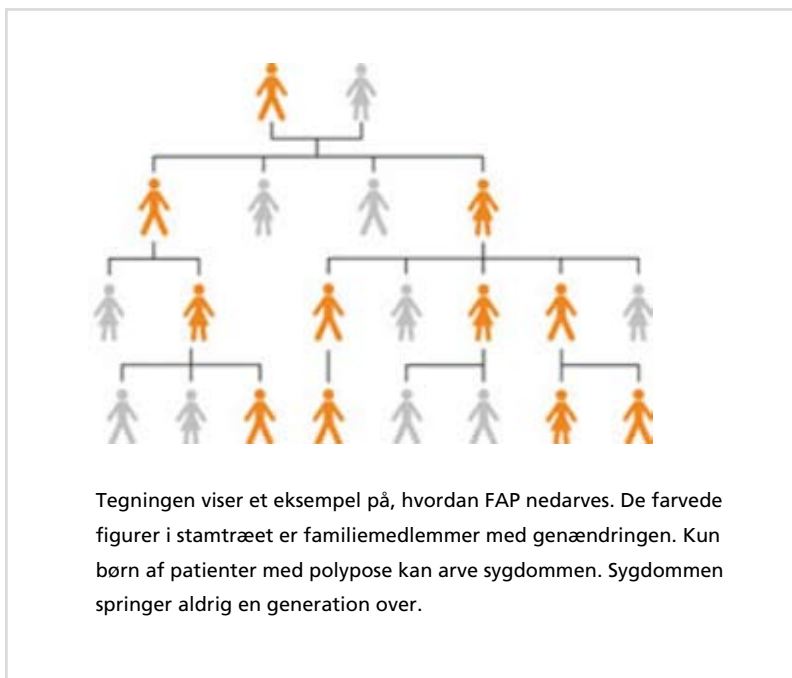 Tegningen viser et eksempel på, hvordan FAP nedarves. De farvede
figurer i stamtræet er familiemedlemmer med genændringen. Kun
børn af patienter med polypose kan arve sygdommen. Sygdommen
springer aldrig en generation over.